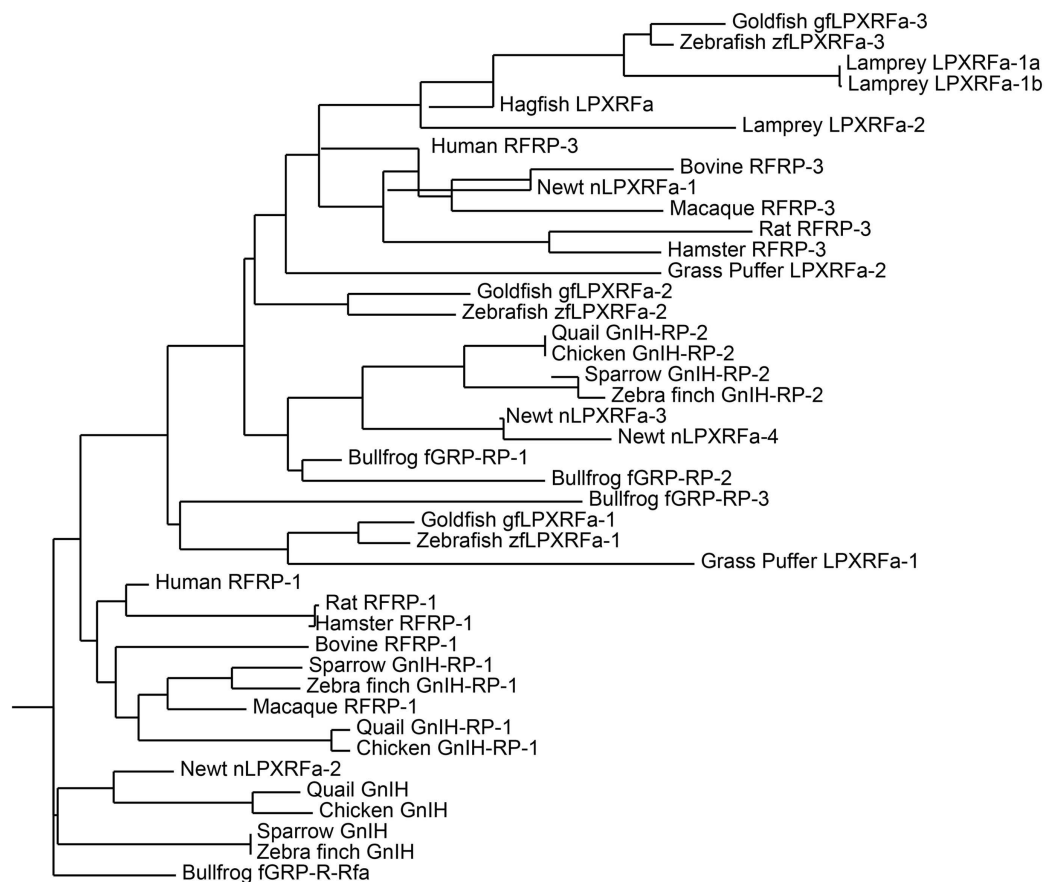 Goldfish gfLPXRFa-3
Zebrafish zfLPXRFa-3
Lamprey LPXRFa-1a
Lamprey LPXRFa-1b
Hagfish LPXRFa
Lamprey LPXRFa-2
Human RFRP-3
Bovine RFRP-3
Newt nLPXRFa-1
Macaque RFRP-3
Rat RFRP-3
Hamster RFRP-3
Grass Puffer LPXRFa-2
Goldfish gfLPXRFa-2
Zebrafish zfLPXRFa-2
Quail GnIH-RP-2
Chicken GnIH-RP-2
Sparrow GnIH-RP-2
Zebra finch GnIH-RP-2
Newt nLPXRFa-3
Newt nLPXRFa-4
Bullfrog fGRP-RP-1
Bullfrog fGRP-RP-2
Bullfrog fGRP-RP-3
Goldfish gfLPXRFa-1
Zebrafish zfLPXRFa-1
Grass Puffer LPXRFa-1
Human RFRP-1
Rat RFRP-1
Hamster RFRP-1
Bovine RFRP-1
Sparrow GnIH-RP-1
Zebra finch GnIH-RP-1
Macaque RFRP-1
Quail GnIH-RP-1
Chicken GnIH-RP-1
Newt nLPXRFa-2
Quail GnIH
Chicken GnIH
Sparrow GnIH
Zebra finch GnIH
Bullfrog fGRP-R-Rfa